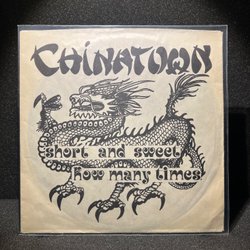 CHINATOWN
short and sweet
how many times